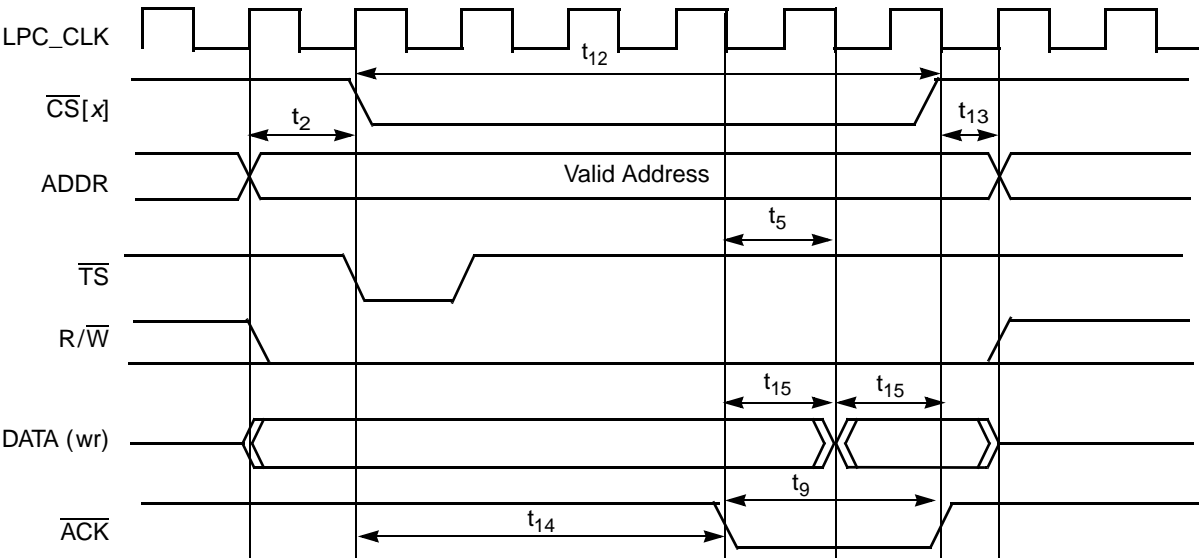 LPC_CLK
t12
CS[x]
t2
t13
ADDR
Valid Address
t5
TS
R/W
t15
t15
DATA (wr)
t9
ACK
t14